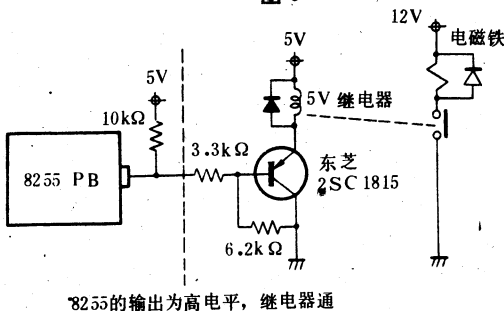 12V
电磁铁
5V
5V
5V 继电器
10kΩ
3.3kΩ
8255 PB
东芝
2SC 1815
6.2kΩ
8255的输出为高电平，继电器通